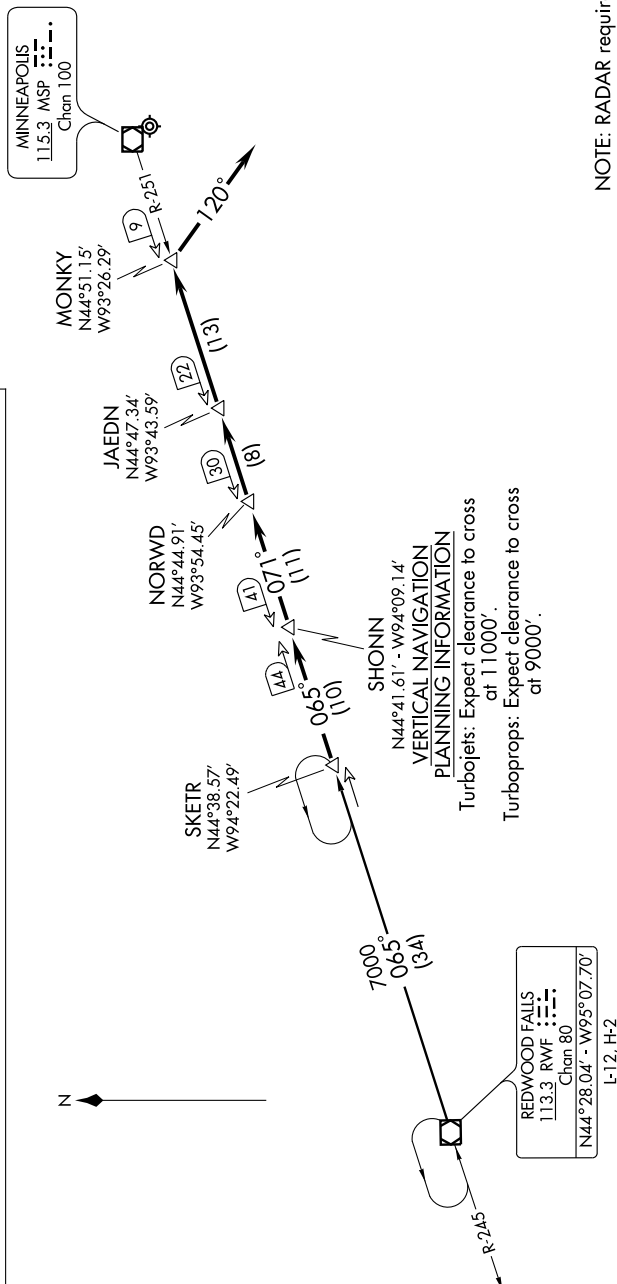 MINNEAPOLIS
115.3 MSP
Chan 100
R-251
9
120°
MONKY
N44°51.15'
W93°26.29'
(13)
22
JAEDN
N44°47.34'
W93°43.59'
(8)
30
NORWD
N44°44.91'
W93°54.45'
071°
(11)
41
44
SHONN
N44°41.61' - W94°09.14'
VERTICAL NAVIGATION
PLANNING INFORMATION
Turbojets: Expect clearance to cross
at 11000'.
Turboprops: Expect clearance to cross
at 9000'.
065°
(10)
SKETR
N44°38.57'
W94°22.49'
7000
065°
(34)
REDWOOD FALLS
113.3 RWF
Chan 80
N44°28.04' - W95°07.70'
L-12, H-2
R-245
N
NOTE: RADAR requir